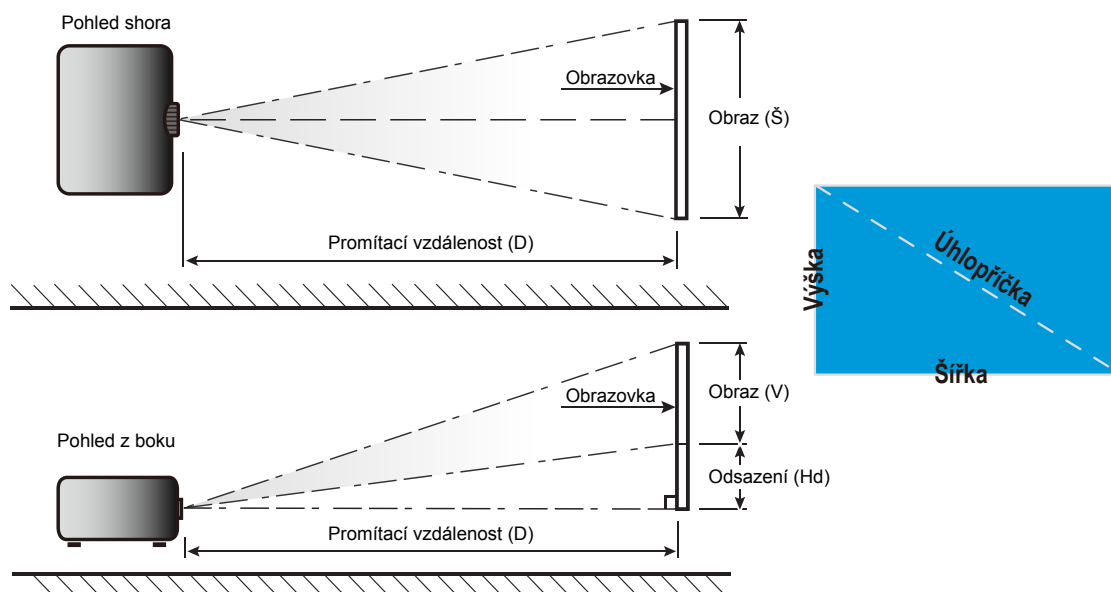 Pohled shora
Obrazovka
Obraz (Š)
Promítací vzdálenost (D)
Výška
Úhlopříčka
Šířka
Pohled z boku
Obrazovka
Obraz (V)
Odsazení (Hd)
Promítací vzdálenost (D)